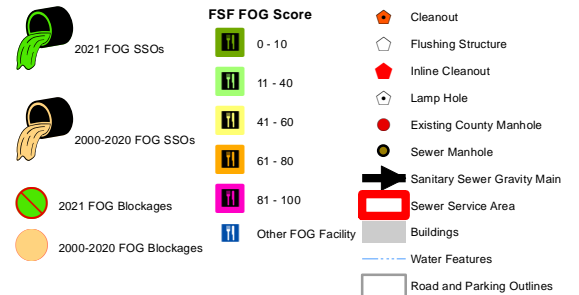 2021 FOG SSOs
2000-2020 FOG SSOs
2021 FOG Blockages
2000-2020 FOG Blockages
FSF FOG Score
0 - 10
11 - 40
41 - 60
61 - 80
81 - 100
Other FOG Facility
Cleanout
Flushing Structure
Inline Cleanout
Lamp Hole
Existing County Manhole
Sewer Manhole
Sanitary Sewer Gravity Main
Sewer Service Area
Buildings
Water Features
Road and Parking Outlines